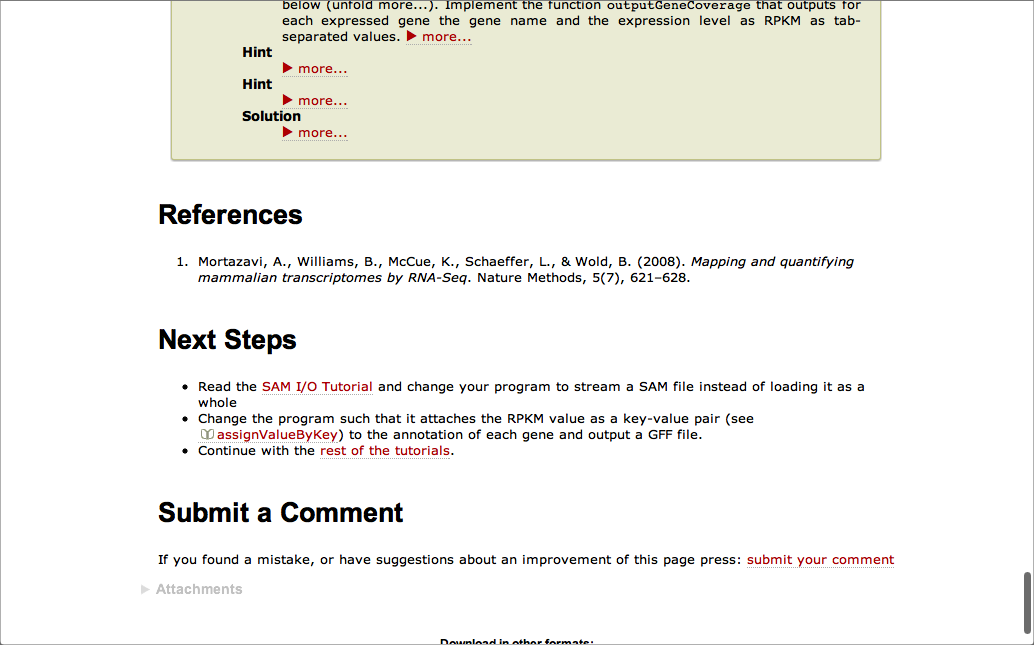 below (unfold more...). Implement the function outputGeneCoverage that outputs for
each expressed gene the gene name and the expression level as RPKM as tab-
separated values. ▶ more...
Hint
▶ more...
Hint
▶ more...
Solution
▶ more...
References
1. Mortazavi, A., Williams, B., McCue, K., Schaeffer, L., & Wold, B. (2008). Mapping and quantifying
mammalian transcriptomes by RNA-Seq. Nature Methods, 5(7), 621–628.
Next Steps
• Read the SAM I/O Tutorial and change your program to stream a SAM file instead of loading it as a
whole
• Change the program such that it attaches the RPKM value as a key-value pair (see
assignValueByKey) to the annotation of each gene and output a GFF file.
• Continue with the rest of the tutorials.
Submit a Comment
If you found a mistake, or have suggestions about an improvement of this page press: submit your comment
▶ Attachments
Download in other formats: